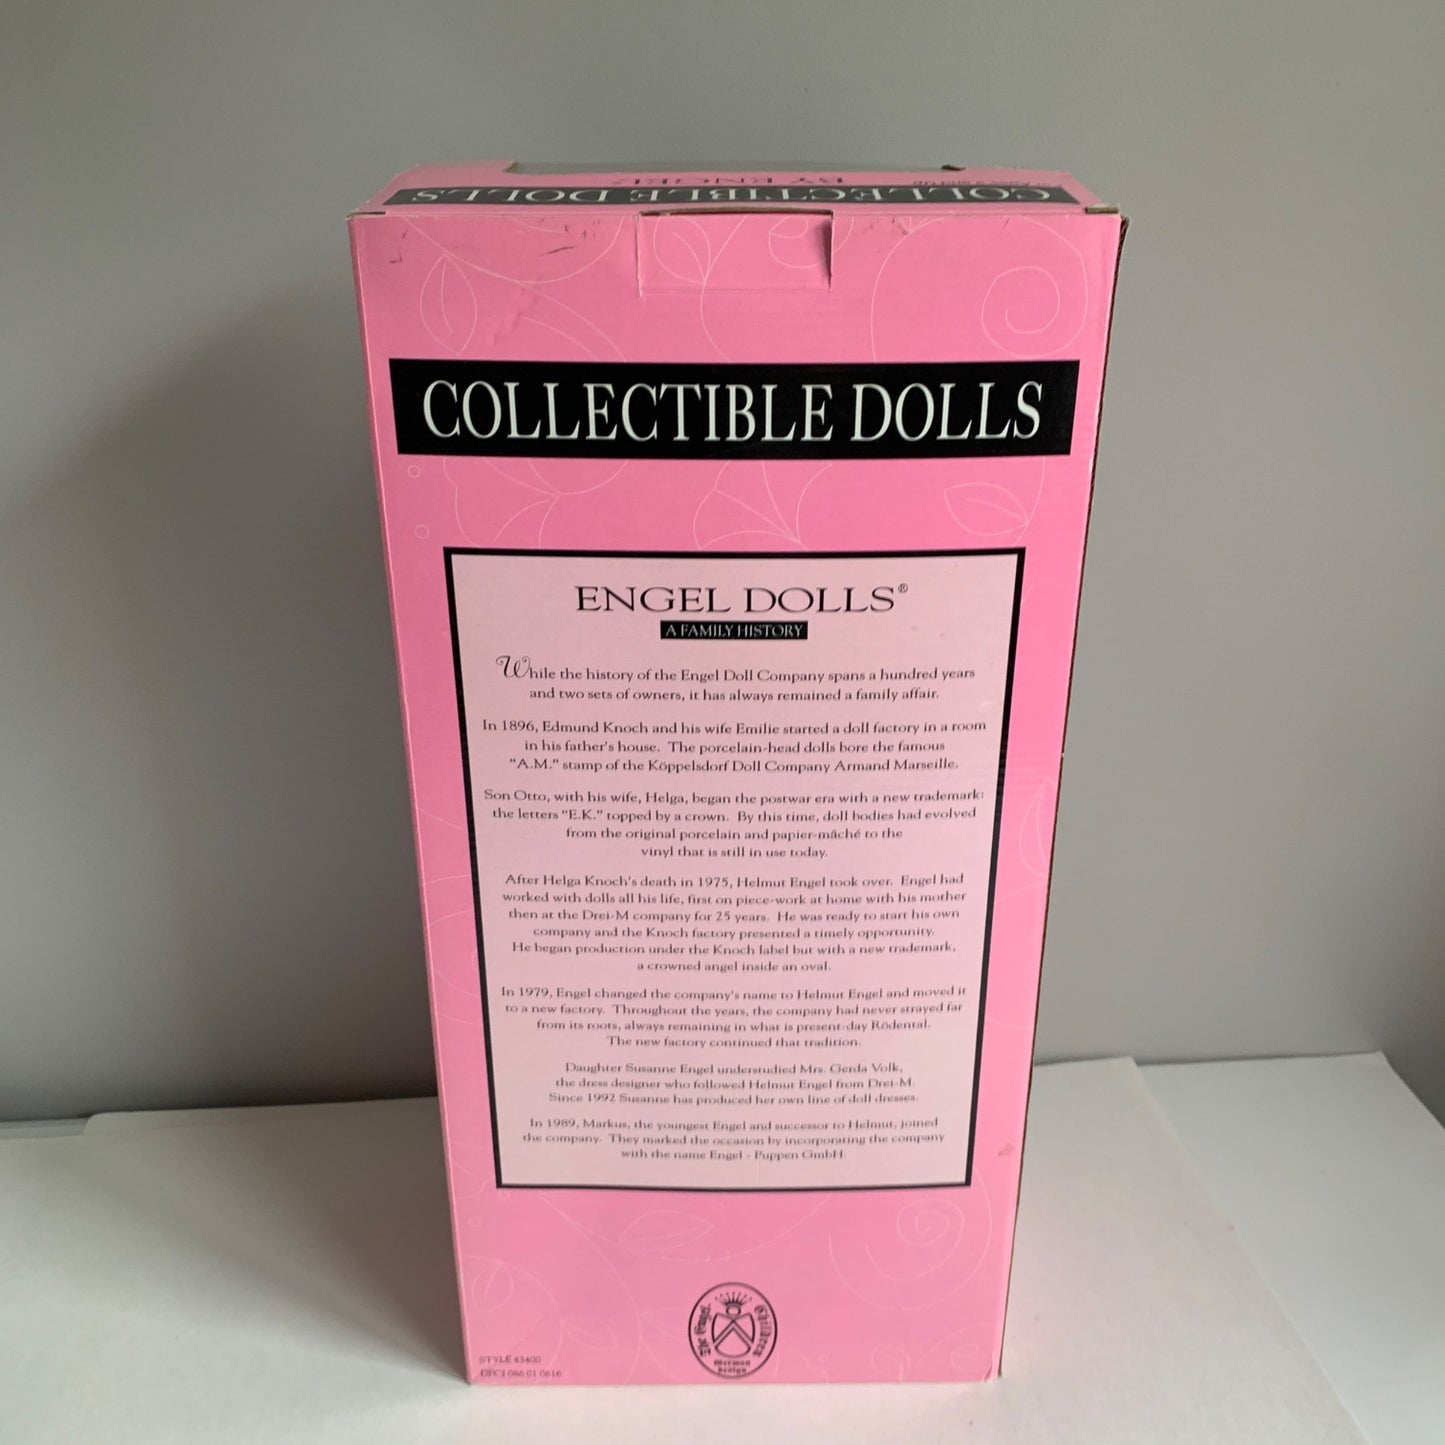 COLLECTIBLE DOLLS
BY ENGEL
COLLECTIBLE DOLLS
ENGEL DOLLS®
A FAMILY HISTORY
While the history of the Engel Doll Company spans a hundred years
and two sets of owners, it has always remained a family affair.
In 1896, Edmund Knoch and his wife Emilie started a doll factory in a room
in his father's house. The porcelain-head dolls bore the famous
"A.M." stamp of the Köppelsdorf Doll Company Armand Marseille.
Son Otto, with his wife, Helga, began the postwar era with a new trademark:
the letters "E.K." topped by a crown. By this time, doll bodies had evolved
from the original porcelain and papier-mâché to the
vinyl that is still in use today.
After Helga Knoch's death in 1975, Helmut Engel took over. Engel had
worked with dolls all his life, first on piece-work at home with his mother
then at the Drei-M company for 25 years. He was ready to start his own
company and the Knoch factory presented a timely opportunity.
He began production under the Knoch label but with a new trademark,
a crowned angel inside an oval.
In 1979, Engel changed the company's name to Helmut Engel and moved it
to a new factory. Throughout the years, the company had never strayed far
from its roots, always remaining in what is present-day Rödental.
The new factory continued that tradition.
Daughter Susanne Engel understudied Mrs. Gerda Volk,
the dress designer who followed Helmut Engel from Drei-M.
Since 1992 Susanne has produced her own line of doll dresses.
In 1989, Markus, the youngest Engel and successor to Helmut, joined
the company. They marked the occasion by incorporating the company
with the name Engel - Puppen GmbH.
Children
German
Design
STYLE 43400
DPCI 086 01 0616